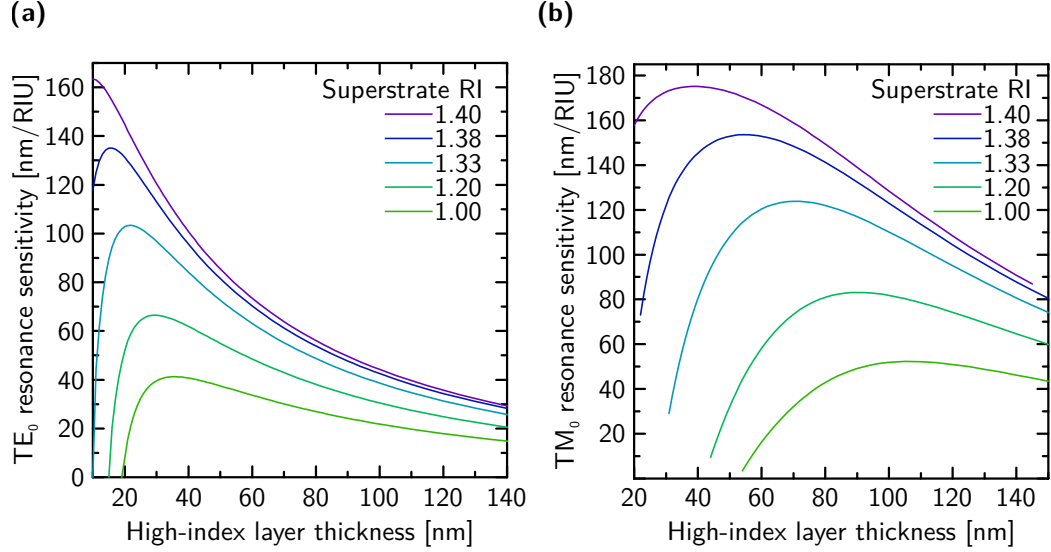 (a)
TE₀ resonance sensitivity [nm/RIU]
160
140
120
100
80
60
40
20
0
Superstrate RI
1.40
1.38
1.33
1.20
1.00
20 40 60 80 100 120 140
High-index layer thickness [nm]
(b)
TM₀ resonance sensitivity [nm/RIU]
180
160
140
120
100
80
60
40
20
Superstrate RI
1.40
1.38
1.33
1.20
1.00
20 40 60 80 100 120 140
High-index layer thickness [nm]